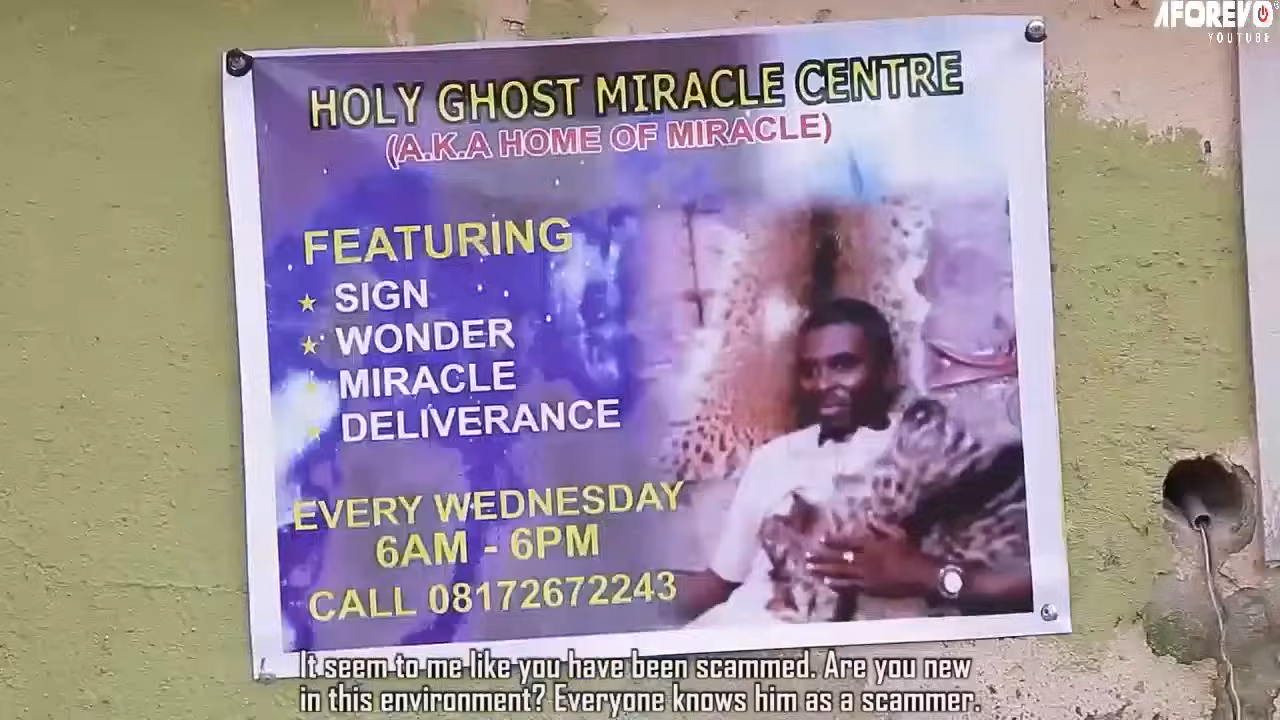 AFOREVO
YOUTUBE
HOLY GHOST MIRACLE CENTRE
(A.K.A HOME OF MIRACLE)
FEATURING
SIGN
WONDER
MIRACLE
DELIVERANCE
EVERY WEDNESDAY
6AM - 6PM
CALL 08172672243
It seem to me like you have been scammed. Are you new
in this environment? Everyone knows him as a scammer.